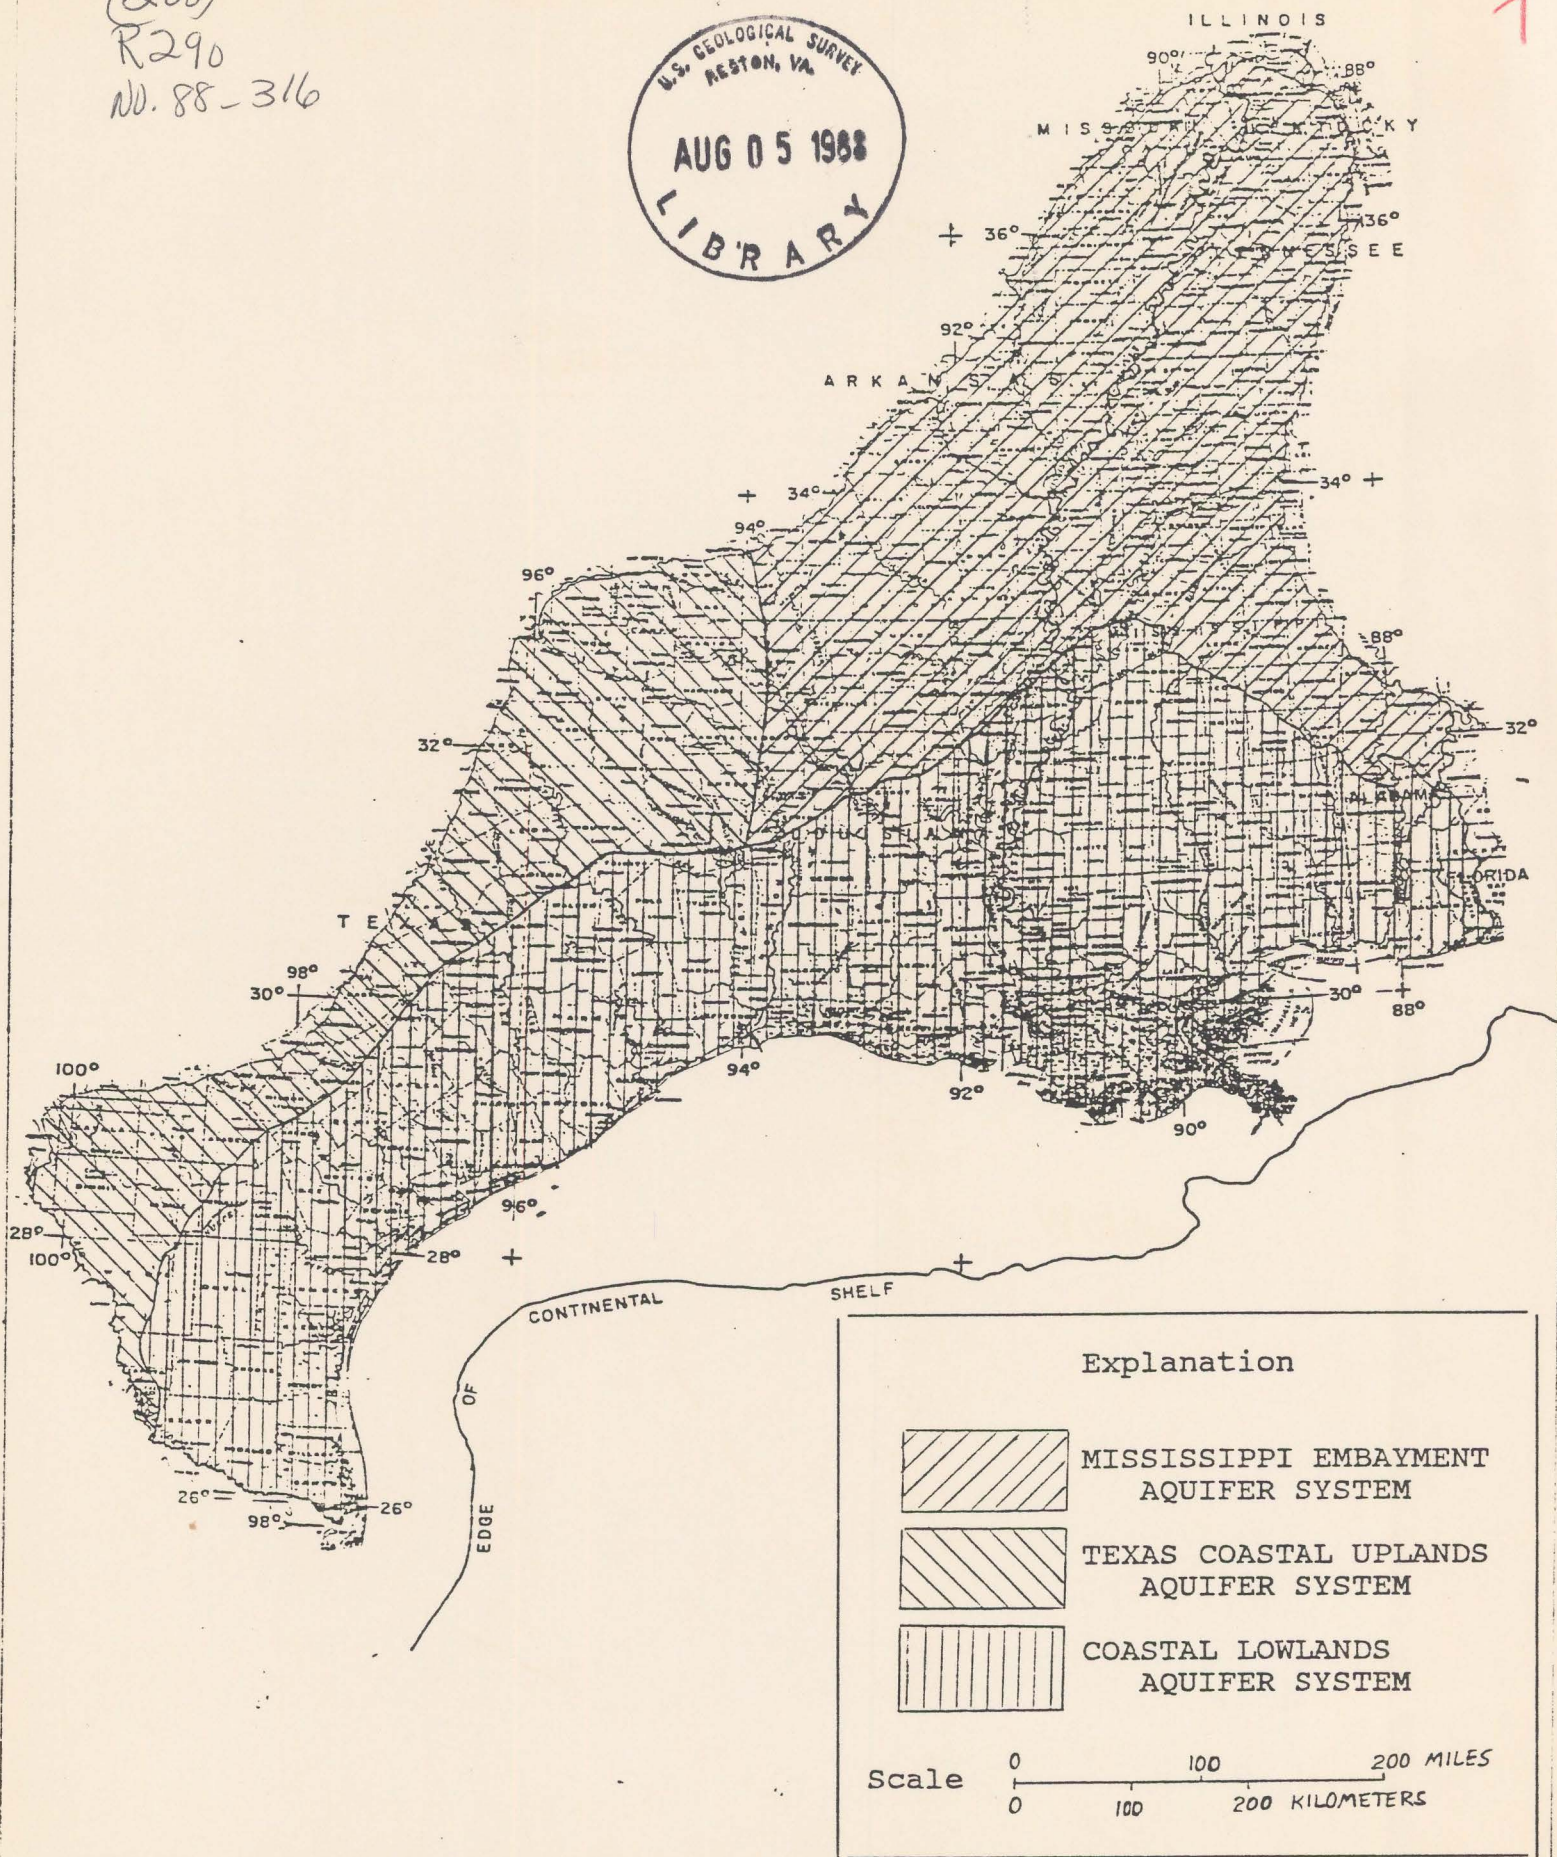 (200)
R290
NO. 88-316
U.S. GEOLOGICAL SURVEY
RESTON, VA.
AUG 05 1988
LIBRARY
ILLINOIS
90°
88°
36°
36°
92°
ARKANSAS
34°
34°
94°
96°
88°
32°
32°
ALABAMA
LOUISIANA
FLORIDA
TEXAS
98°
30°
30°
88°
100°
94°
92°
90°
96°
28°
100°
28°
26°
98°
26°
EDGE OF CONTINENTAL SHELF
Explanation
MISSISSIPPI EMBAYMENT
AQUIFER SYSTEM
TEXAS COASTAL UPLANDS
AQUIFER SYSTEM
COASTAL LOWLANDS
AQUIFER SYSTEM
Scale
0 100 200 MILES
0 100 200 KILOMETERS